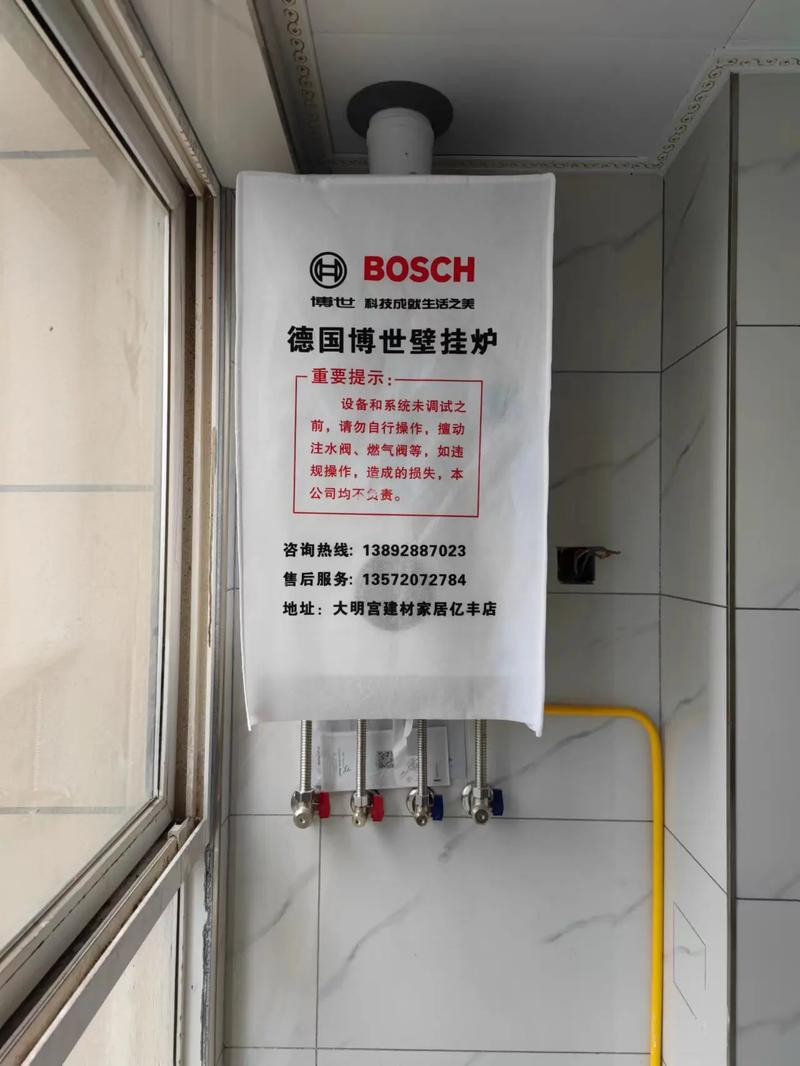 BOSCH
博世 科技成就生活之美
德国博世壁挂炉
重要提示:
设备和系统未调试之
前，请勿自行操作，擅动
注水阀、燃气阀等，如违
规操作，造成的损失，本
公司均不负责。
咨询热线: 13892887023
售后服务: 13572072784
地址: 大明宫建材家居亿丰店